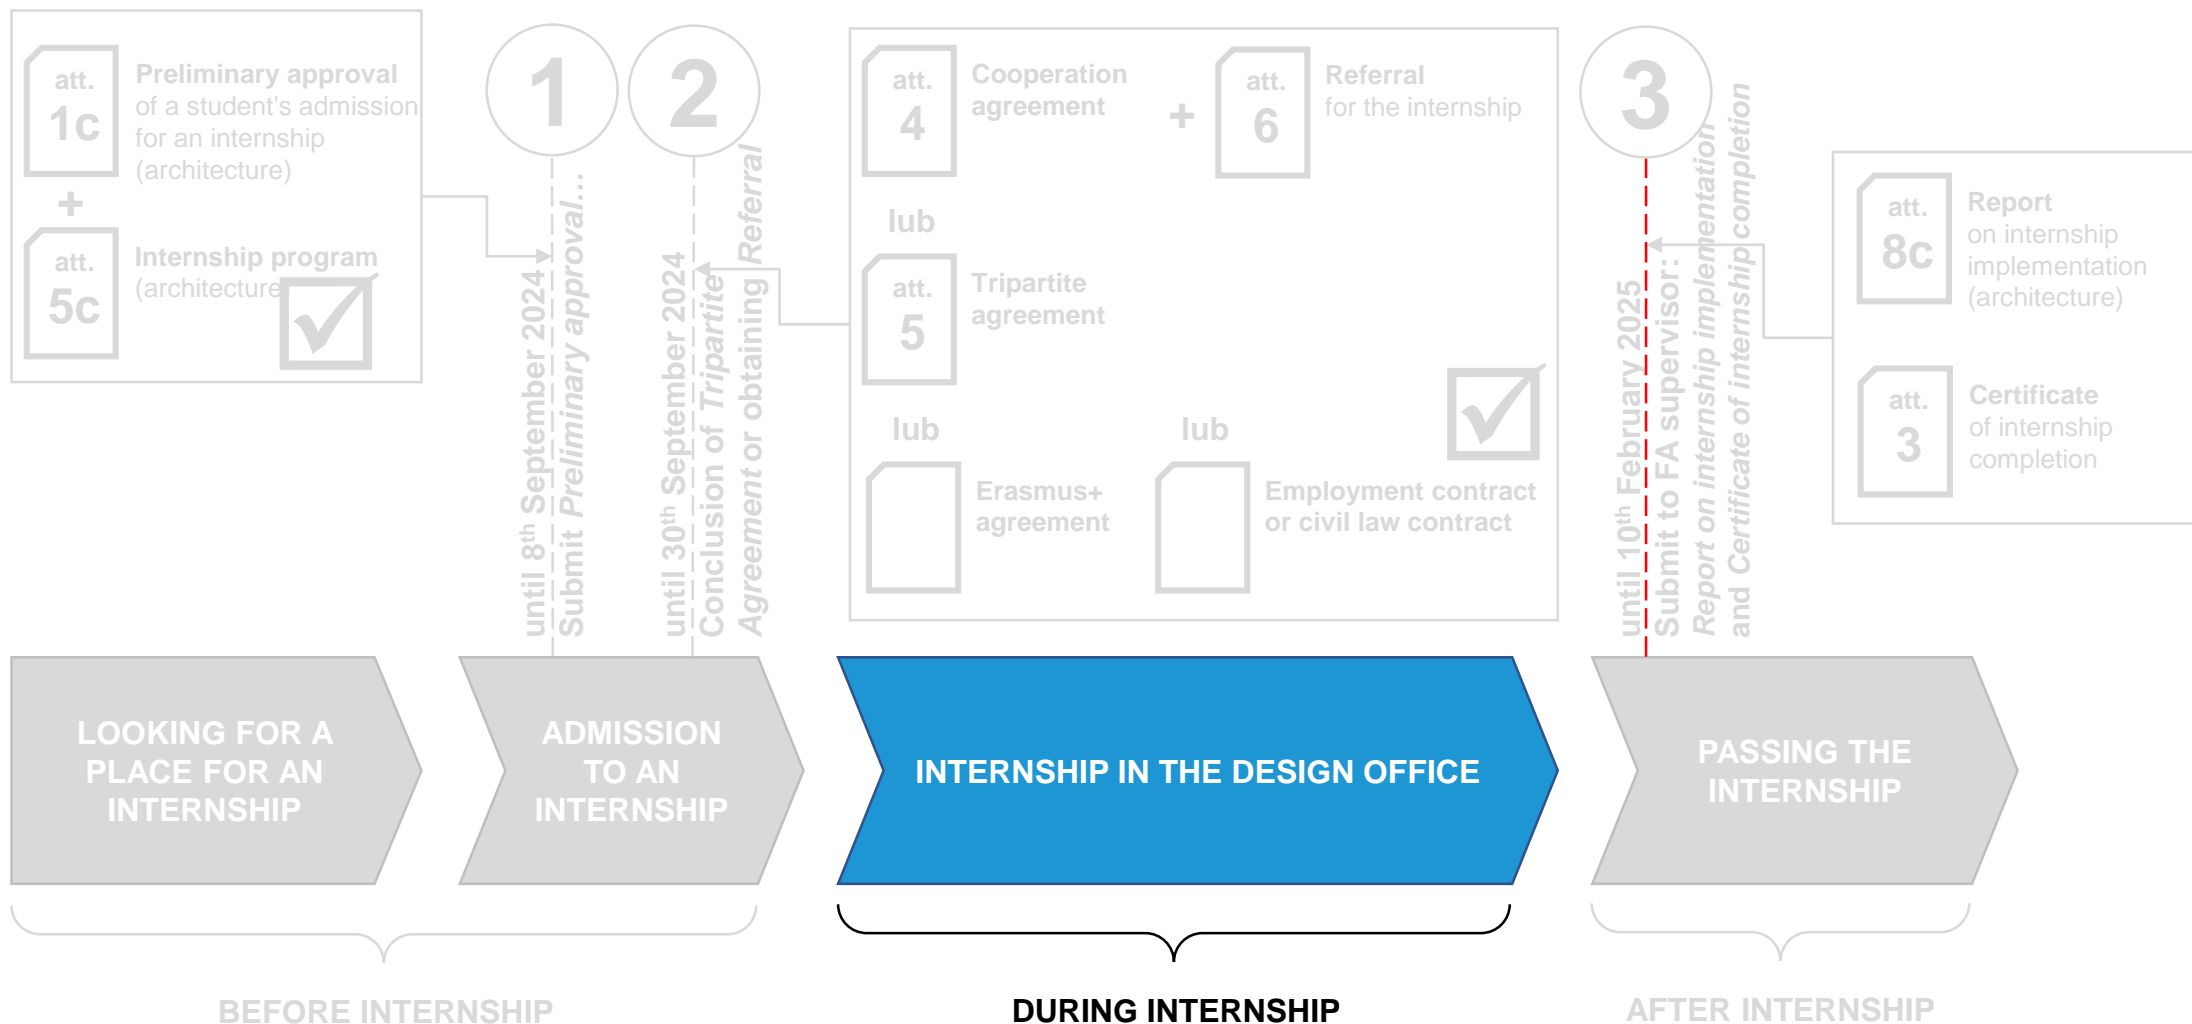 att.
1c
Preliminary approval
of a student's admission
for an internship
(architecture)
+
att.
5c
Internship program
(architecture
1
until 8th September 2024
Submit Preliminary approval...
2
until 30th September 2024
Conclusion of Tripartite
Agreement or obtaining Referral
att.
4
Cooperation
agreement
+
att.
6
Referral
for the internship
lub
att.
5
Tripartite
agreement
lub
Erasmus+
agreement
lub
Employment contract
or civil law contract
3
until 10th February 2025
Submit to FA supervisor:
Report on internship implementation
and Certificate of internship completion
att.
8c
Report
on internship
implementation
(architecture)
att.
3
Certificate
of internship
completion
LOOKING FOR A
PLACE FOR AN
INTERNSHIP
ADMISSION
TO AN
INTERNSHIP
INTERNSHIP IN THE DESIGN OFFICE
PASSING THE
INTERNSHIP
BEFORE INTERNSHIP
DURING INTERNSHIP
AFTER INTERNSHIP